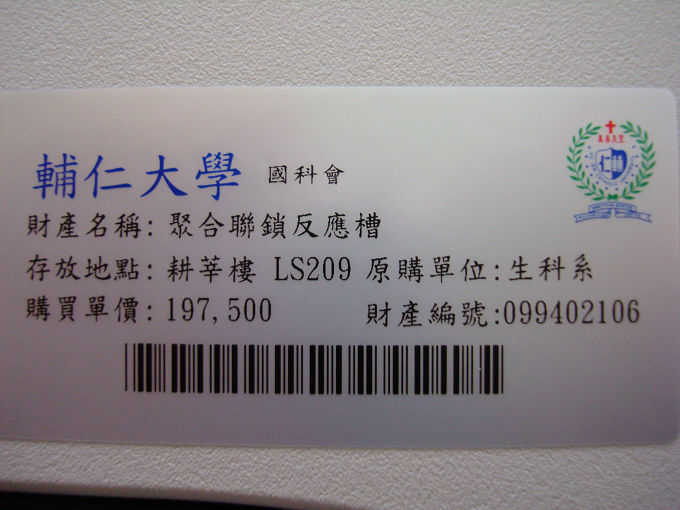 輔仁大學 國科會
財產名稱: 聚合聯鎖反應槽
存放地點: 耕莘樓 LS209 原購單位:生科系
購買單價: 197,500 財產編號:099402106